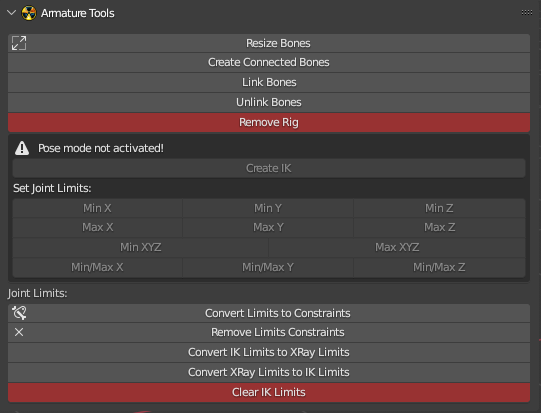 Armature Tools
Resize Bones
Create Connected Bones
Link Bones
Unlink Bones
Remove Rig
Pose mode not activated!
Create IK
Set Joint Limits:
Min X Min Y Min Z
Max X Max Y Max Z
Min XYZ Max XYZ
Min/Max X Min/Max Y Min/Max Z
Joint Limits:
Convert Limits to Constraints
Remove Limits Constraints
Convert IK Limits to XRay Limits
Convert XRay Limits to IK Limits
Clear IK Limits